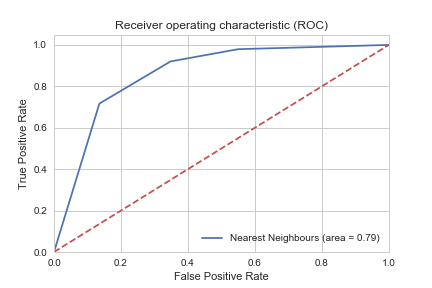 Receiver operating characteristic (ROC)
True Positive Rate
1.0
0.8
0.6
0.4
0.2
0.0
Nearest Neighbours (area = 0.79)
0.0 0.2 0.4 0.6 0.8 1.0
False Positive Rate